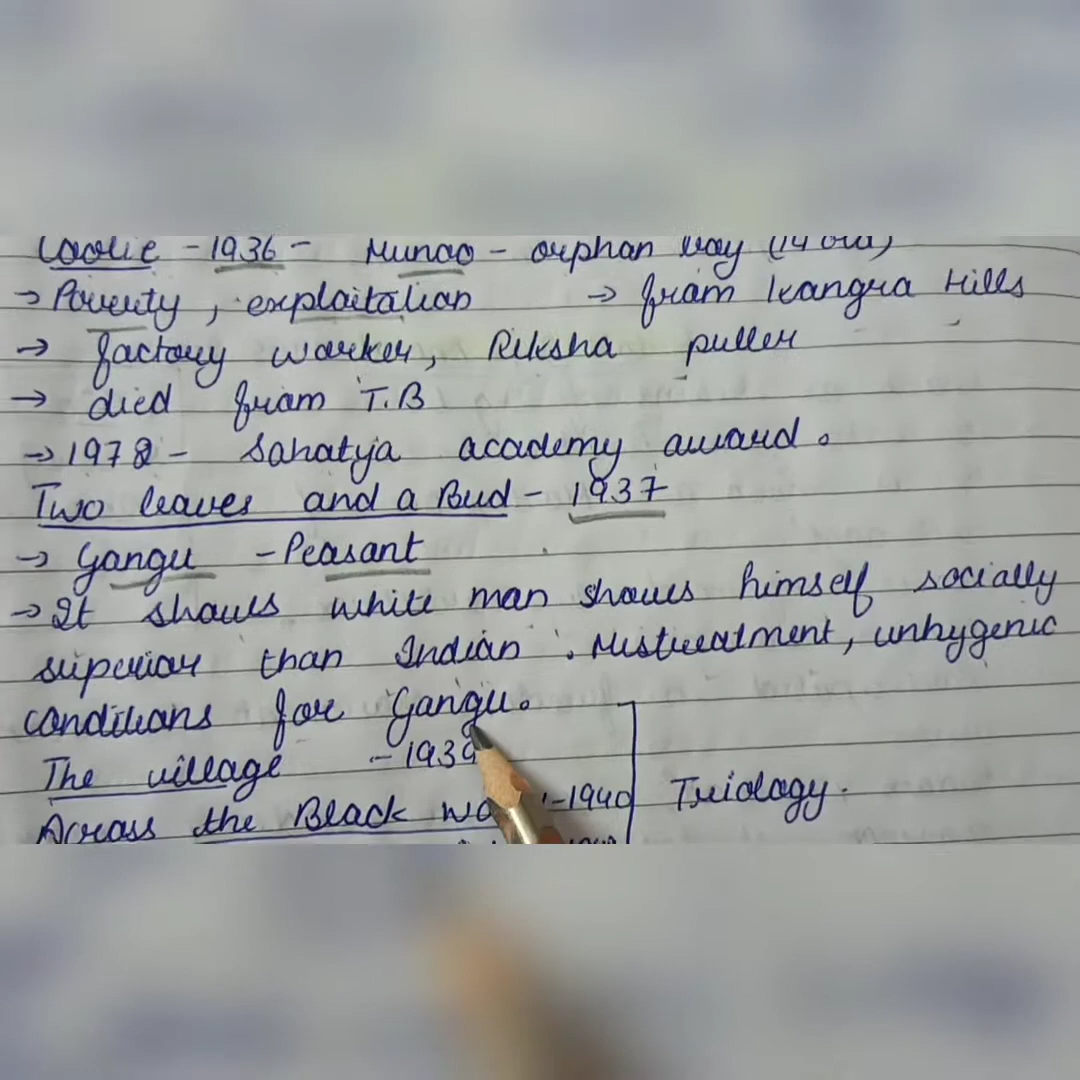 Coolie - 1936 - Munoo - orphan boy (14 old)
→ Poverty, exploitation → from Kangra Hills
→ factory worker, Riksha puller
→ died from T.B
→ 1972 - Sahatya academy award.
Two leaves and a Bud - 1937
→ Gangu - Peasant
→ It shows white man shows himself socially
superior than Indian. Mistreatment, unhygenic
conditions for Gangu.
The village - 1939
Across the Black - 1940 Triology.